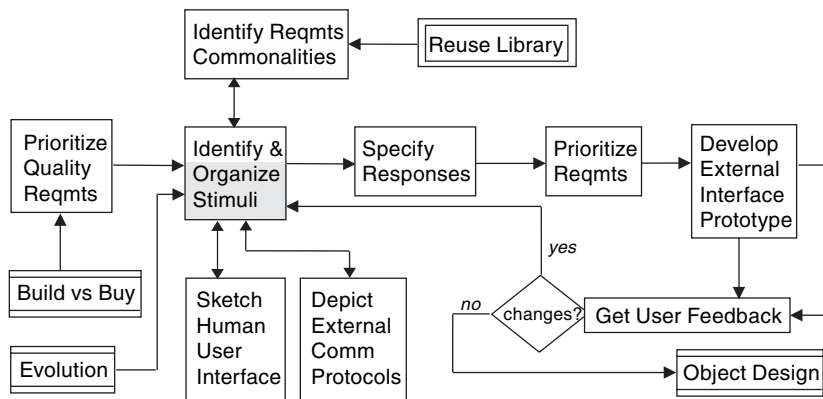 Identify Reqmts
Commonalities
Reuse Library
Prioritize
Quality
Reqmts
Identify &
Organize
Stimuli
Specify
Responses
Prioritize
Reqmts
Develop
External
Interface
Prototype
yes
Build vs Buy
Sketch
Human
User
Interface
Depict
External
Comm
Protocols
no
changes?
Get User Feedback
Evolution
Object Design